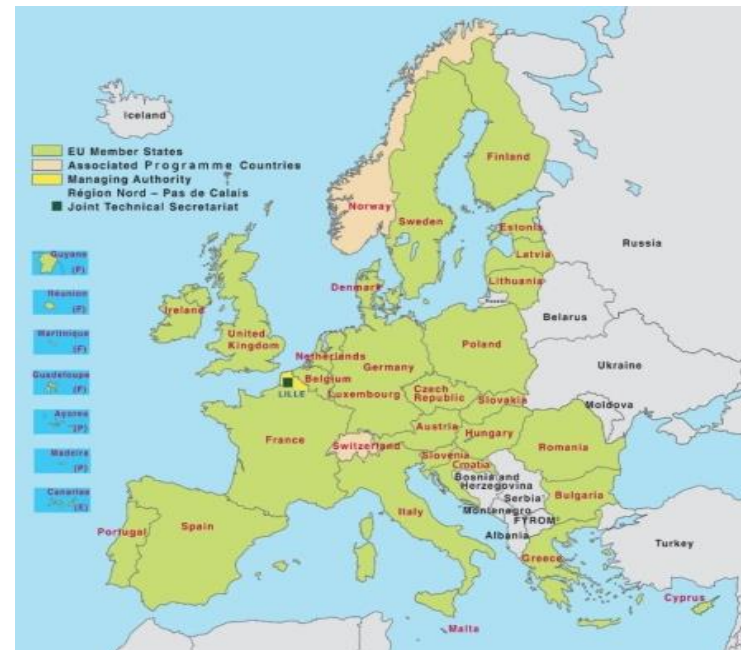 Iceland
EU Member States
Associated Programme Countries
Managing Authority
Région Nord – Pas de Calais
Joint Technical Secretariat
Finland
Norway
Sweden
Estonia
Russia
Latvia
Guyane
(F)
Lithuania
Denmark
Russia
Réunion
(F)
Ireland
Belarus
United
Kingdom
Martinique
(F)
Netherlands
Poland
Germany
Ukraine
Guadeloupe
(F)
Belgium
LILLE
Luxembourg
Czech
Republic
Slovakia
Moldova
Açores
(P)
Austria
Hungary
France
Switzerland
Romania
Slovenia
Croatia
Madeira
(P)
Bosnia and
Herzegovina
Serbia
Bulgaria
Canarias
(E)
Montenegro
Italy
FYROM
Portugal
Spain
Albania
Turkey
Greece
Cyprus
Malta